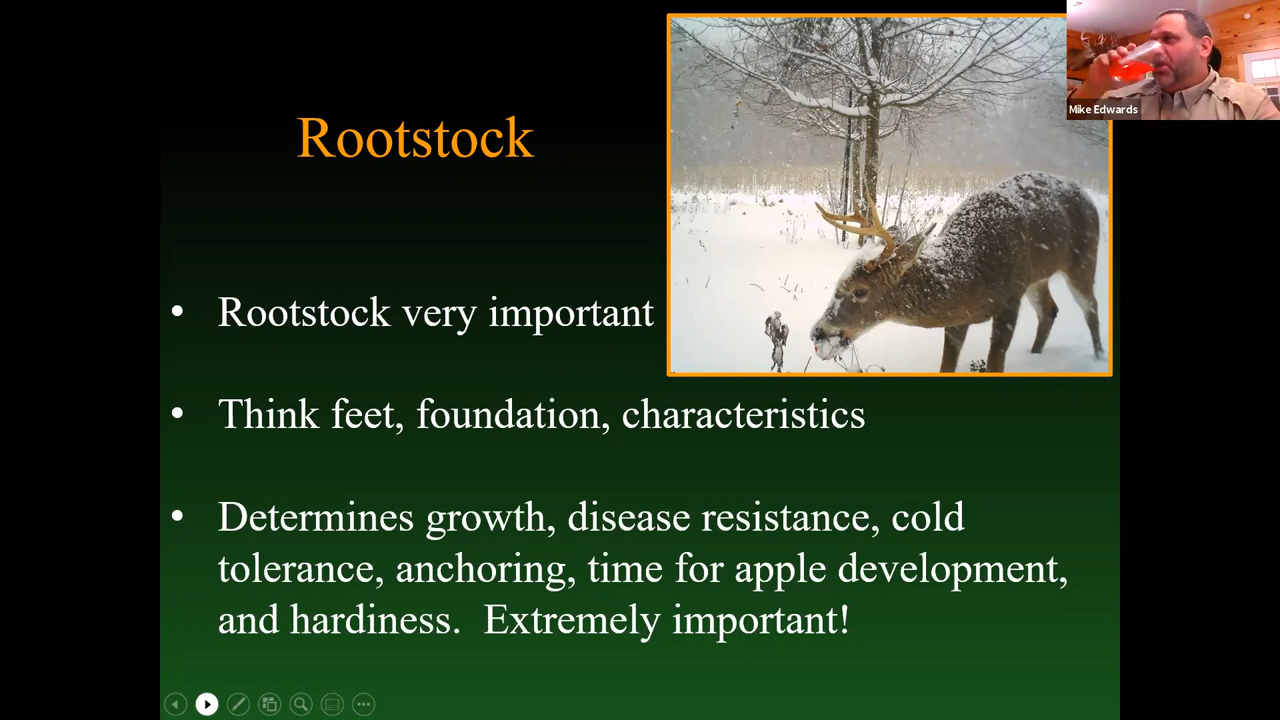 Rootstock
Mike Edwards
• Rootstock very important
• Think feet, foundation, characteristics
• Determines growth, disease resistance, cold
tolerance, anchoring, time for apple development,
and hardiness.  Extremely important!